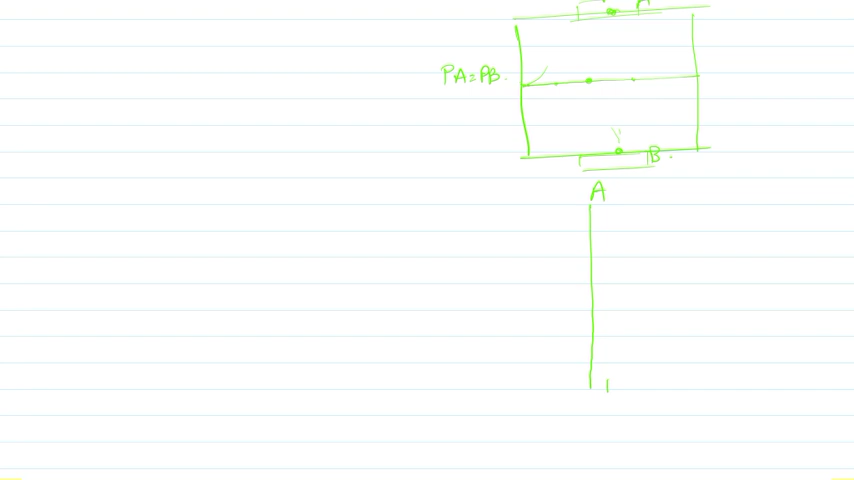 A
PA = PB.
B.
A